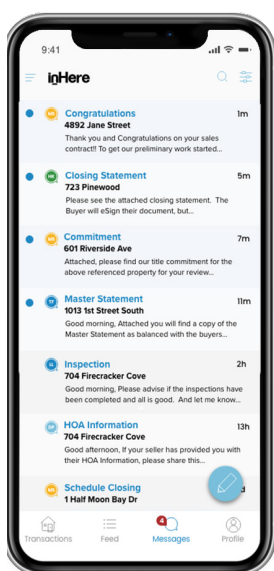 9:41
inHere
Congratulations 1m
4892 Jane Street
Thank you and Congratulations on your sales
contract!! To get our preliminary work started...
Closing Statement 5m
723 Pinewood
Please see the attached closing statement. The
Buyer will eSign their document, but...
Commitment 7m
601 Riverside Ave
Attached, please find our title commitment for the
above referenced property for your review...
Master Statement 11m
1013 1st Street South
Good morning, Attached you will find a copy of the
Master Statement as balanced with the buyers...
Inspection 2h
704 Firecracker Cove
Good morning, Please advise if the inspections have
been completed and all is good. And let me know...
HOA Information 13h
704 Firecracker Cove
Good afternoon, If your seller has provided you with
their HOA Information, please share this...
Schedule Closing
1 Half Moon Bay Dr
4
Transactions Feed Messages Profile